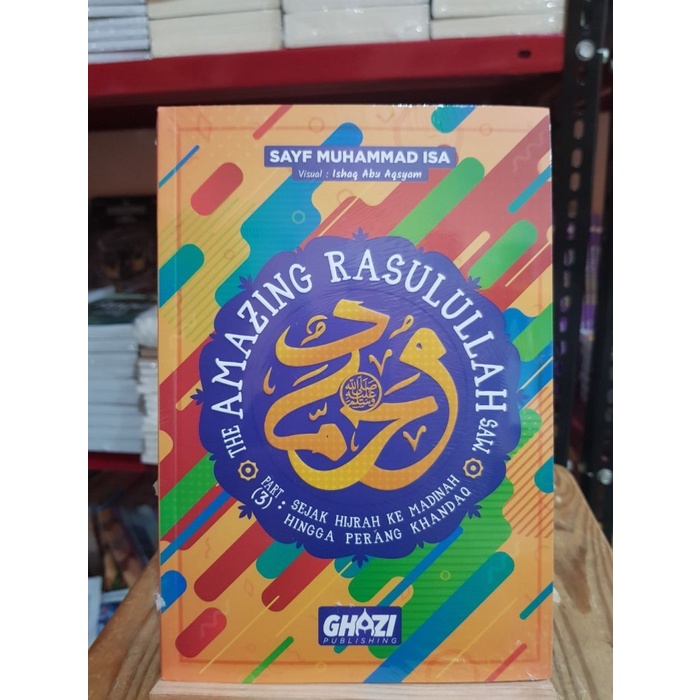 SAYF MUHAMMAD ISA
Visual : Ishaq Abu Aqsyam
THE AMAZING RASULULLAH SAW.
محمد
ﷺ
PART (3) : SEJAK HIJRAH KE MADINAH
HINGGA PERANG KHANDAQ
GHAZI
PUBLISHING